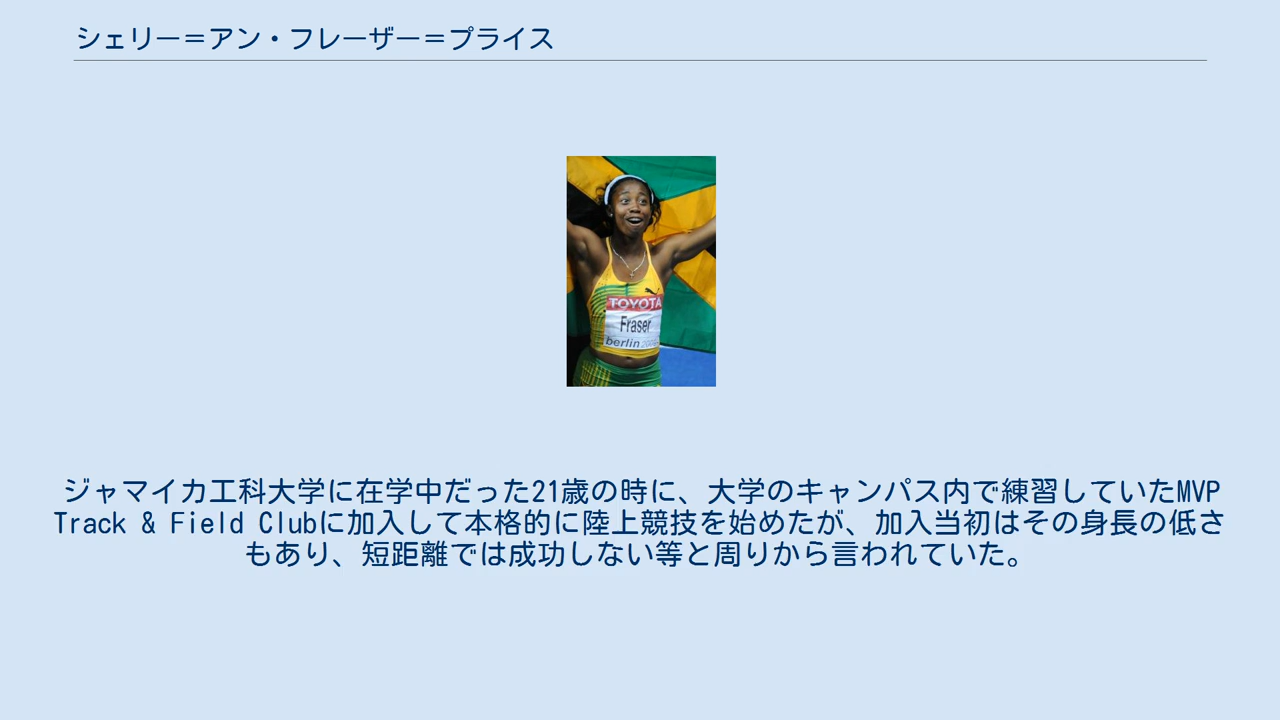 シェリー＝アン・フレーザー＝プライス
TOYOTA
Fraser
berlin
ジャマイカ工科大学に在学中だった21歳の時に、大学のキャンパス内で練習していたMVP
Track & Field Clubに加入して本格的に陸上競技を始めたが、加入当初はその身長の低さ
もあり、短距離では成功しない等と周りから言われていた。